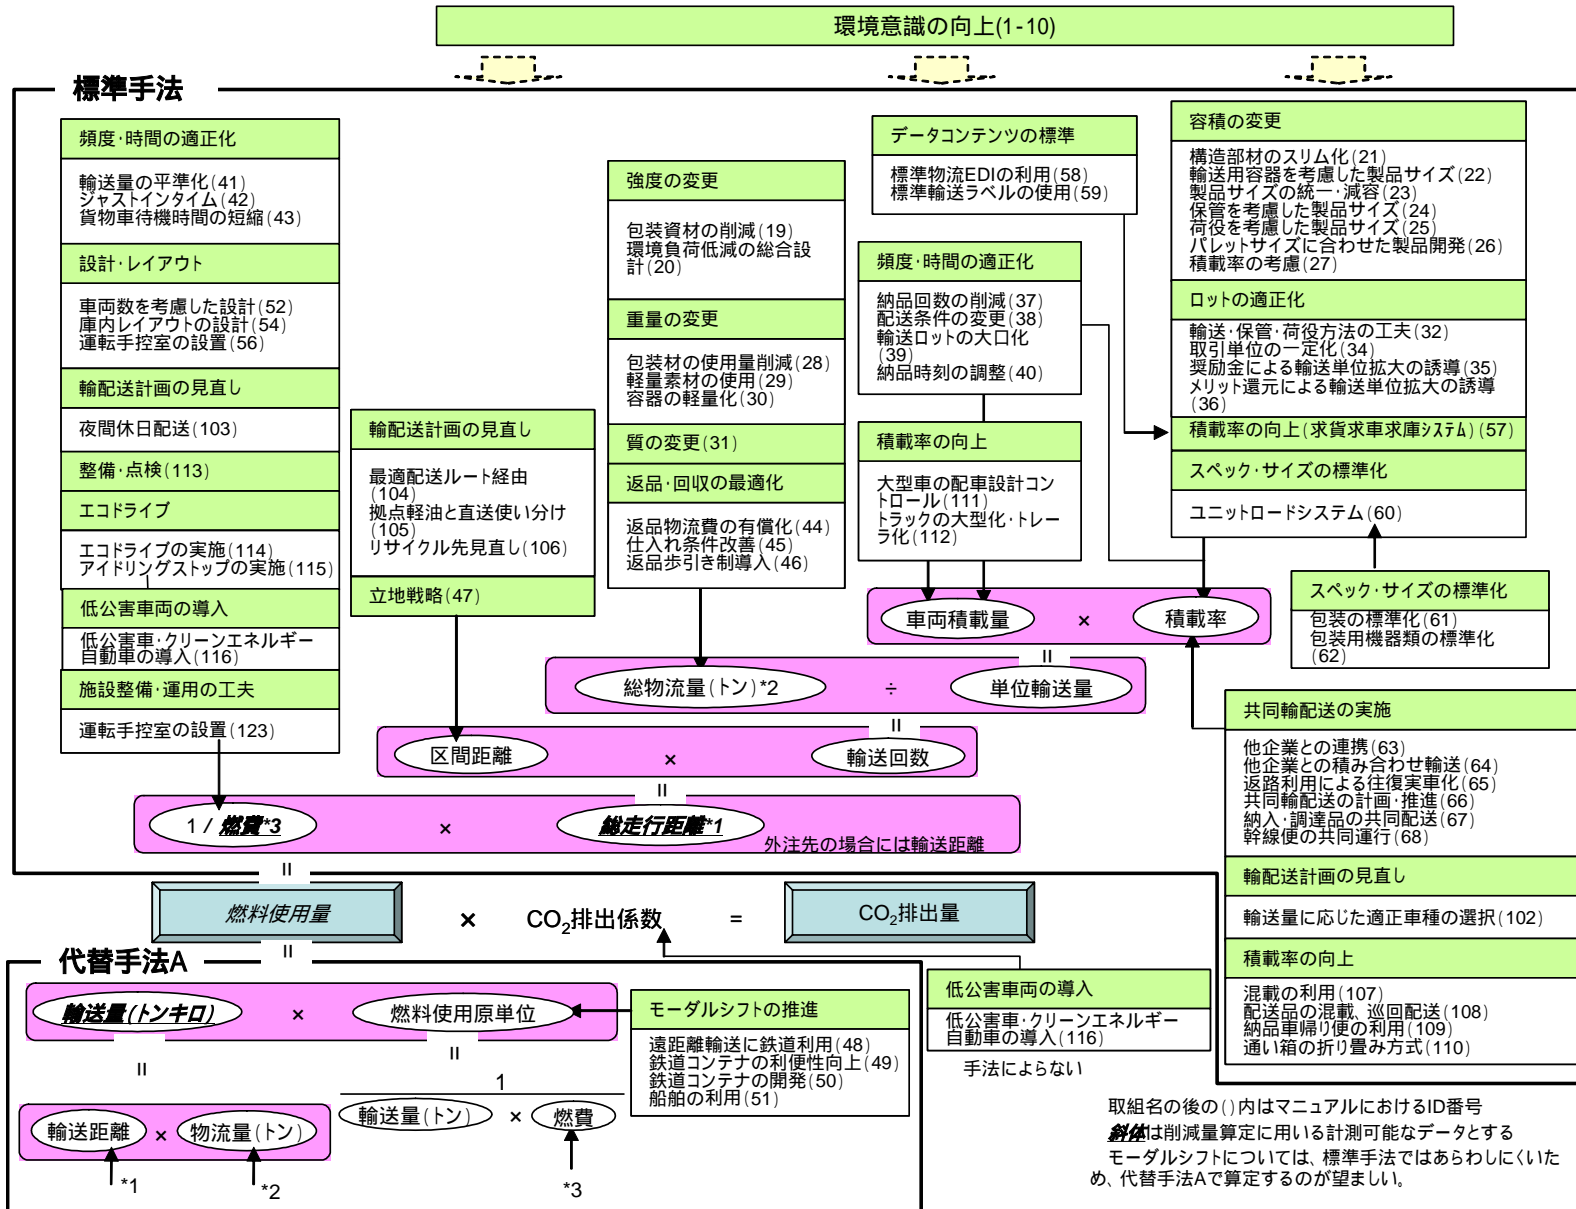 環境意識の向上(1-10)
標準手法
頻度・時間の適正化
輸送量の平準化(41)
ジャストインタイム(42)
貨物車待機時間の短縮(43)
設計・レイアウト
車両数を考慮した設計(52)
庫内レイアウトの設計(54)
運転手控室の設置(56)
輸配送計画の見直し
夜間休日配送(103)
整備・点検(113)
エコドライブ
エコドライブの実施(114)
アイドリングストップの実施(115)
低公害車両の導入
低公害車・クリーンエネルギー
自動車の導入(116)
施設整備・運用の工夫
運転手控室の設置(123)
輸配送計画の見直し
最適配送ルート経由
(104)
拠点軽油と直送使い分け
(105)
リサイクル先見直し(106)
立地戦略(47)
強度の変更
包装資材の削減(19)
環境負荷低減の総合設
計(20)
重量の変更
包装材の使用量削減(28)
軽量素材の使用(29)
容器の軽量化(30)
質の変更(31)
返品・回収の最適化
返品物流費の有償化(44)
仕入れ条件改善(45)
返品歩引き制導入(46)
データコンテンツの標準
標準物流EDIの利用(58)
標準輸送ラベルの使用(59)
頻度・時間の適正化
納品回数の削減(37)
配送条件の変更(38)
輸送ロットの大口化
(39)
納品時刻の調整(40)
積載率の向上
大型車の配車設計コン
トロール(111)
トラックの大型化・トレー
ラ化(112)
容積の変更
構造部材のスリム化(21)
輸送用容器を考慮した製品サイズ(22)
製品サイズの統一・減容(23)
保管を考慮した製品サイズ(24)
荷役を考慮した製品サイズ(25)
パレットサイズに合わせた製品開発(26)
積載率の考慮(27)
ロットの適正化
輸送・保管・荷役方法の工夫(32)
取引単位の一定化(34)
奨励金による輸送単位拡大の誘導(35)
メリット還元による輸送単位拡大の誘導
(36)
積載率の向上(求貨求車求庫システム)(57)
スペック・サイズの標準化
ユニットロードシステム(60)
スペック・サイズの標準化
包装の標準化(61)
包装用機器類の標準化
(62)
車両積載量 × 積載率
=
総物流量(トン)*2 ÷ 単位輸送量
=
区間距離 × 輸送回数
=
1 / 燃費*3 × 総走行距離*1
外注先の場合には輸送距離
=
共同輸配送の実施
他企業との連携(63)
他企業との積み合わせ輸送(64)
返路利用による往復実車化(65)
共同輸配送の計画・推進(66)
納入・調達品の共同配送(67)
幹線便の共同運行(68)
輸配送計画の見直し
輸送量に応じた適正車種の選択(102)
積載率の向上
混載の利用(107)
配送品の混載、巡回配送(108)
納品車帰り便の利用(109)
通い箱の折り畳み方式(110)
燃料使用量 × CO2排出係数 = CO2排出量
=
代替手法A
輸送量(トンキロ) × 燃料使用原単位
= =
輸送距離 × 物流量(トン)
*1 *2
1
輸送量(トン) × 燃費
*3
モーダルシフトの推進
遠距離輸送に鉄道利用(48)
鉄道コンテナの利便性向上(49)
鉄道コンテナの開発(50)
船舶の利用(51)
低公害車両の導入
低公害車・クリーンエネルギー
自動車の導入(116)
手法によらない
取組名の後の()内はマニュアルにおけるID番号
斜体は削減量算定に用いる計測可能なデータとする
モーダルシフトについては、標準手法ではあらわしにくいた
め、代替手法Aで算定するのが望ましい。